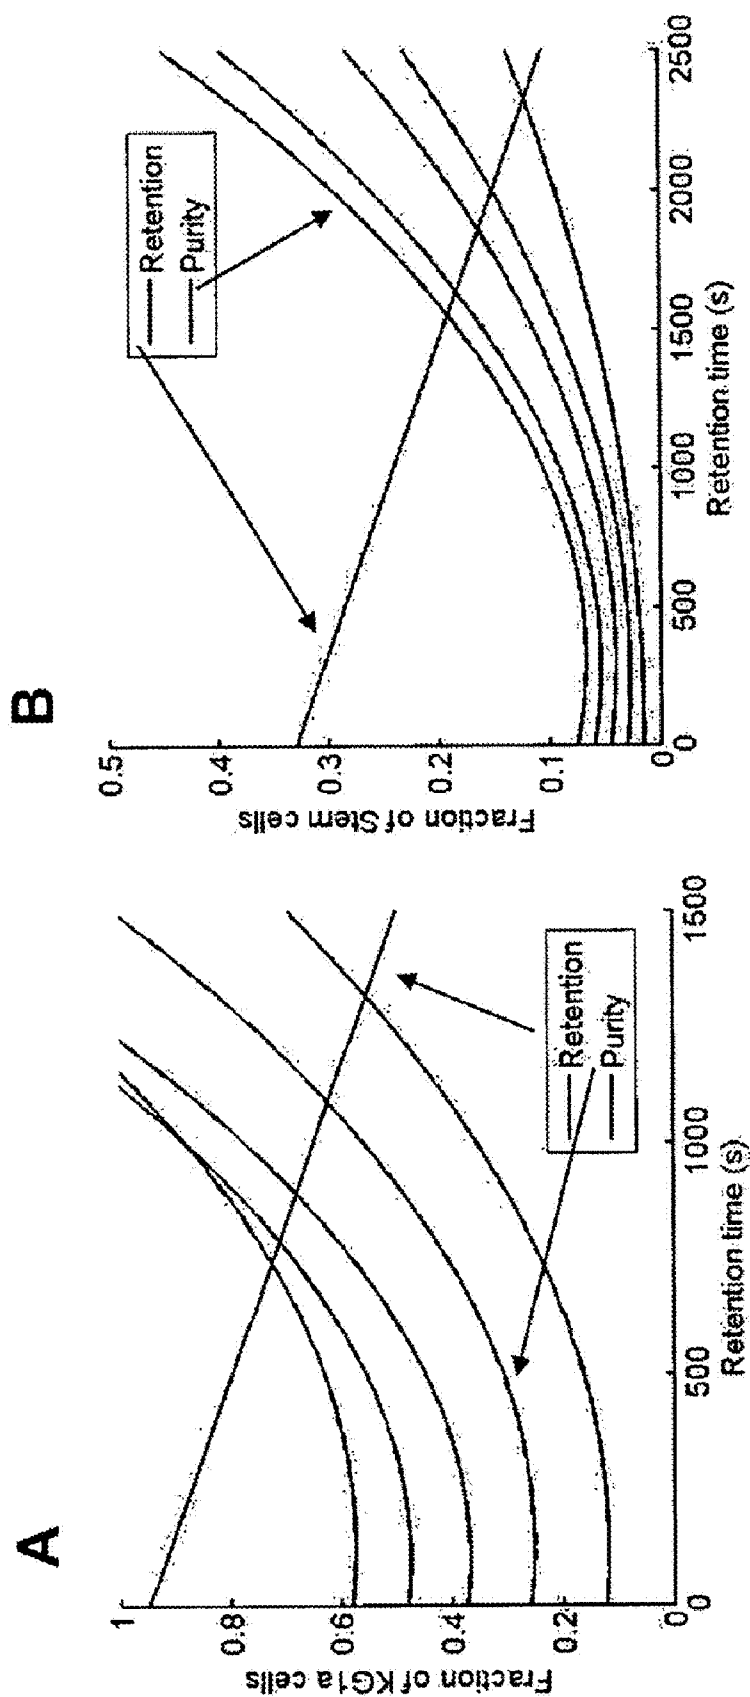 A
Fraction of KG1a cells
1
0.8
0.6
0.4
0.2
0
0
500
1000
1500
Retention time (s)
Retention
Purity
B
Fraction of Stem cells
0.5
0.4
0.3
0.2
0.1
0
0
500
1000
1500
2000
2500
Retention time (s)
Retention
Purity